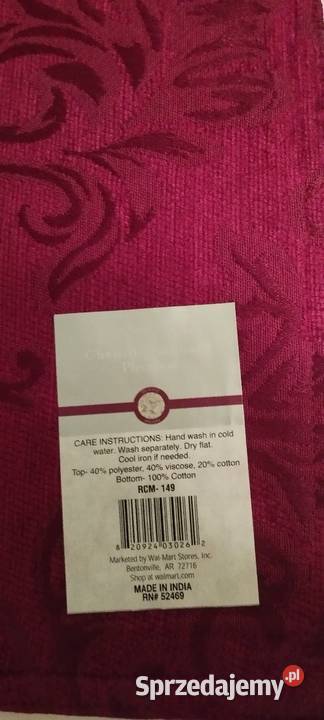 CARE INSTRUCTIONS: Hand wash in cold
water. Wash separately. Dry flat.
Cool iron if needed.
Top- 40% polyester, 40% viscose, 20% cotton
Bottom- 100% Cotton
RCM- 149
8 20924 03026 2
Marketed by Wal-Mart Stores, Inc.
Bentonville, AR 72716
Shop at walmart.com
MADE IN INDIA
RN# 52469
Sprzedajemy.pl